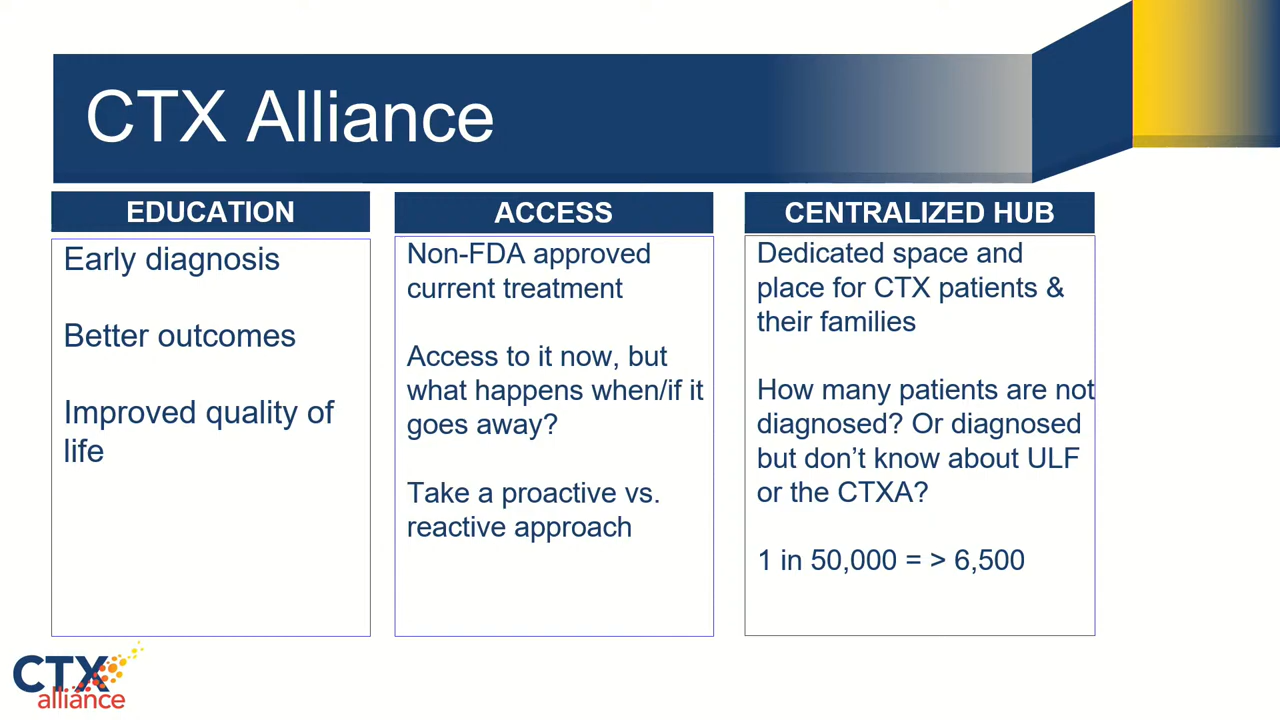 CTX Alliance
EDUCATION
Early diagnosis
Better outcomes
Improved quality of
life
ACCESS
Non-FDA approved
current treatment
Access to it now, but
what happens when/if it
goes away?
Take a proactive vs.
reactive approach
CENTRALIZED HUB
Dedicated space and
place for CTX patients &
their families
How many patients are not
diagnosed? Or diagnosed
but don’t know about ULF
or the CTXA?
1 in 50,000 = > 6,500
CTX
alliance